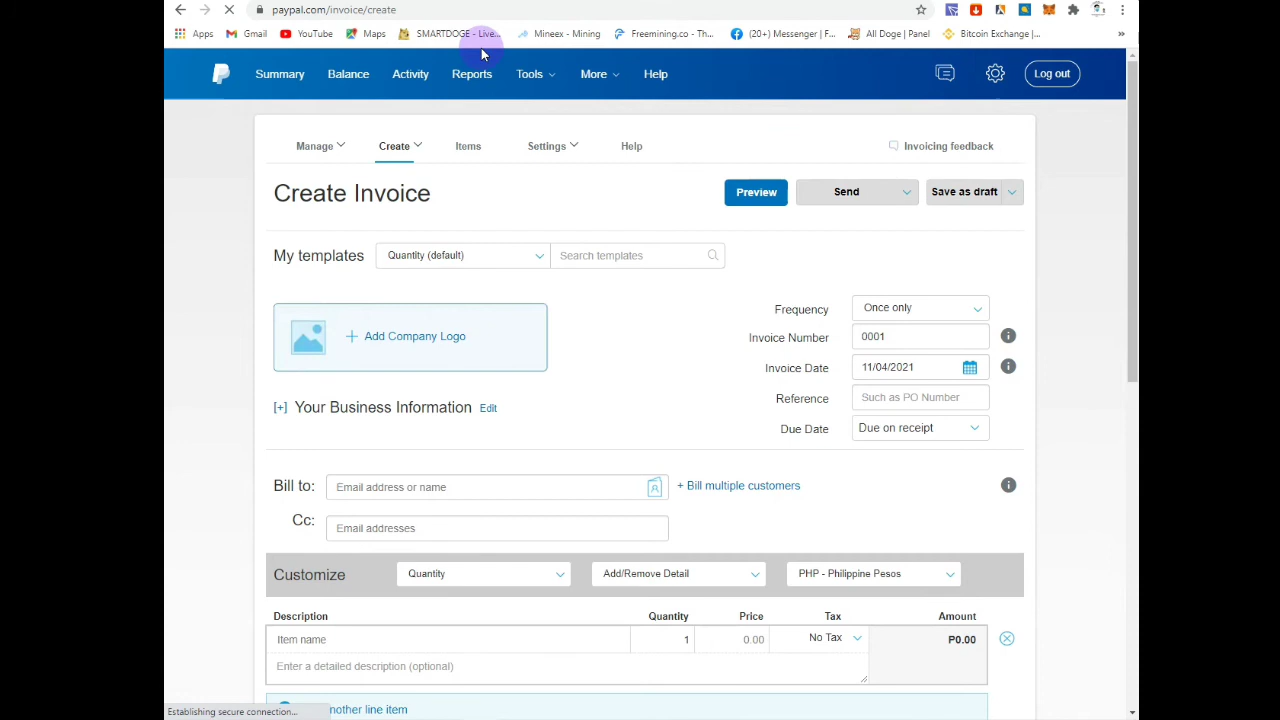 paypal.com/invoice/create
Apps Gmail YouTube Maps SMARTDOGE - Live... Mineex - Mining Freemining.co - Th... (20+) Messenger | F... All Doge | Panel Bitcoin Exchange |... »
Summary Balance Activity Reports Tools More Help Log out
Manage Create Items Settings Help Invoicing feedback
Create Invoice Preview Send Save as draft
My templates Quantity (default) Search templates
Frequency Once only
+ Add Company Logo Invoice Number 0001
Invoice Date 11/04/2021
Reference Such as PO Number
[+] Your Business Information Edit
Due Date Due on receipt
Bill to: Email address or name + Bill multiple customers
Cc: Email addresses
Customize Quantity Add/Remove Detail PHP - Philippine Pesos
Description Quantity Price Tax Amount
Item name 1 0.00 No Tax P0.00
Enter a detailed description (optional)
nother line item
Establishing secure connection...